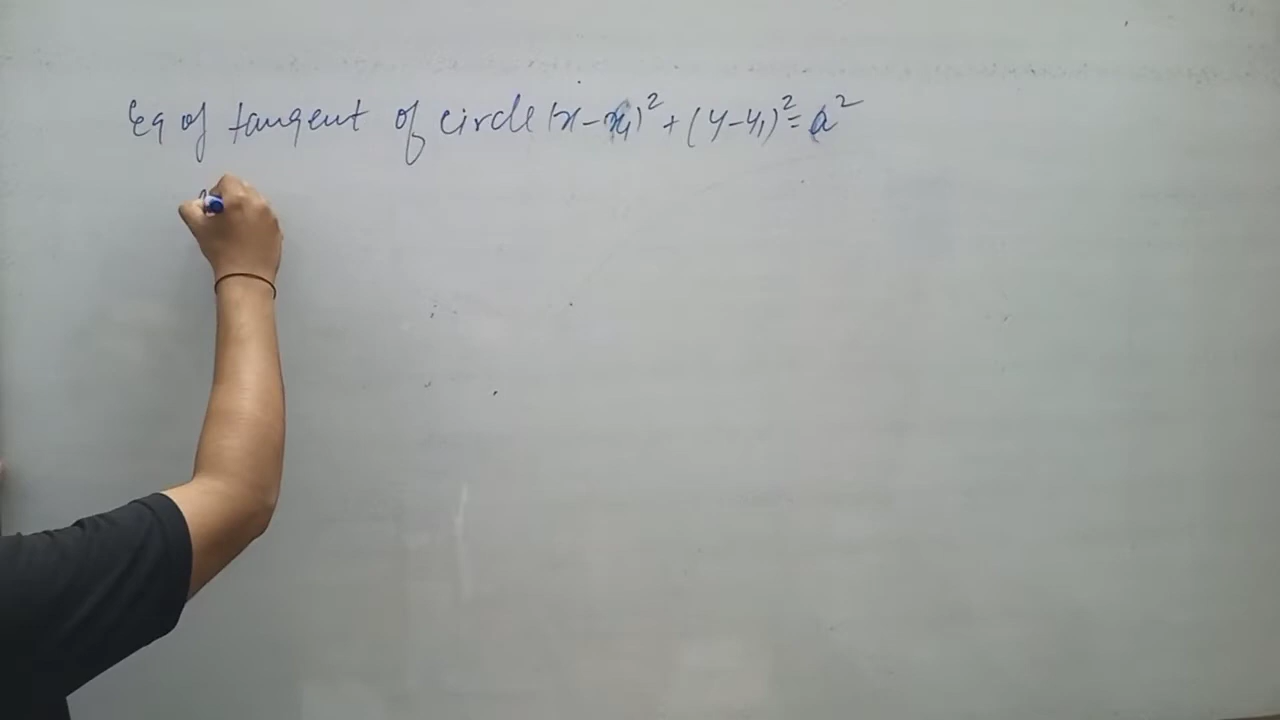 Eq of tangent of circle (x-x₁)² + (y-y₁)² = a²